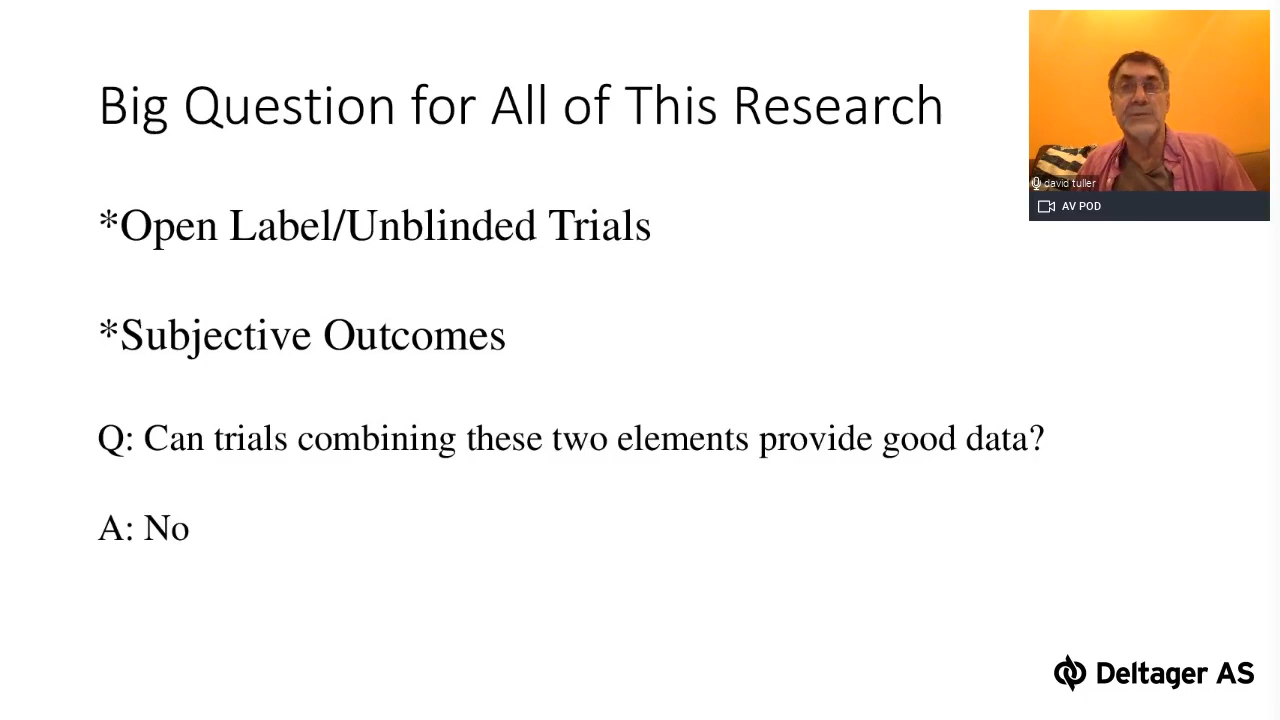 Big Question for All of This Research
*Open Label/Unblinded Trials
*Subjective Outcomes
Q: Can trials combining these two elements provide good data?
A: No
david tuller
AV POD
Deltager AS